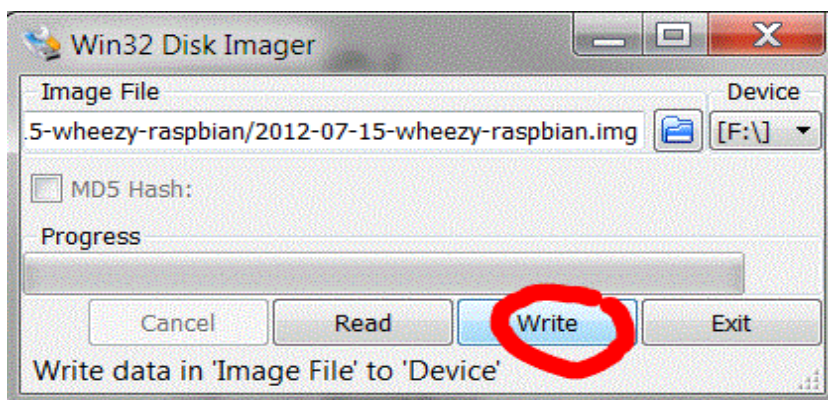 Win32 Disk Imager
Image File
Device
.5-wheezy-raspbian/2012-07-15-wheezy-raspbian.img
[F:\]
MD5 Hash:
Progress
Cancel Read Write Exit
Write data in 'Image File' to 'Device'